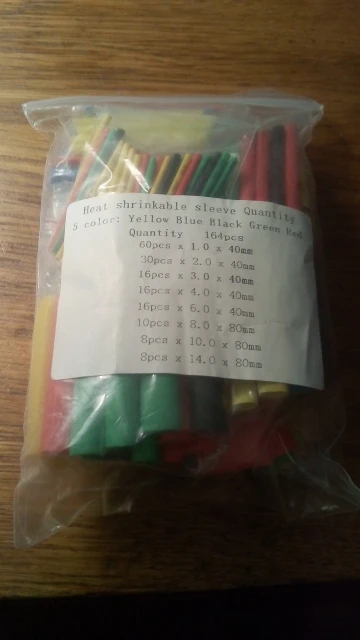 Heat shrinkable sleeve Quantity
5 color: Yellow Blue Black Green Red
Quantity 164pcs
60pcs x 1.0 x 40mm
30pcs x 2.0 x 40mm
16pcs x 3.0 x 40mm
16pcs x 4.0 x 40mm
16pcs x 6.0 x 40mm
10pcs x 8.0 x 80mm
8pcs x 10.0 x 80mm
8pcs x 14.0 x 80mm